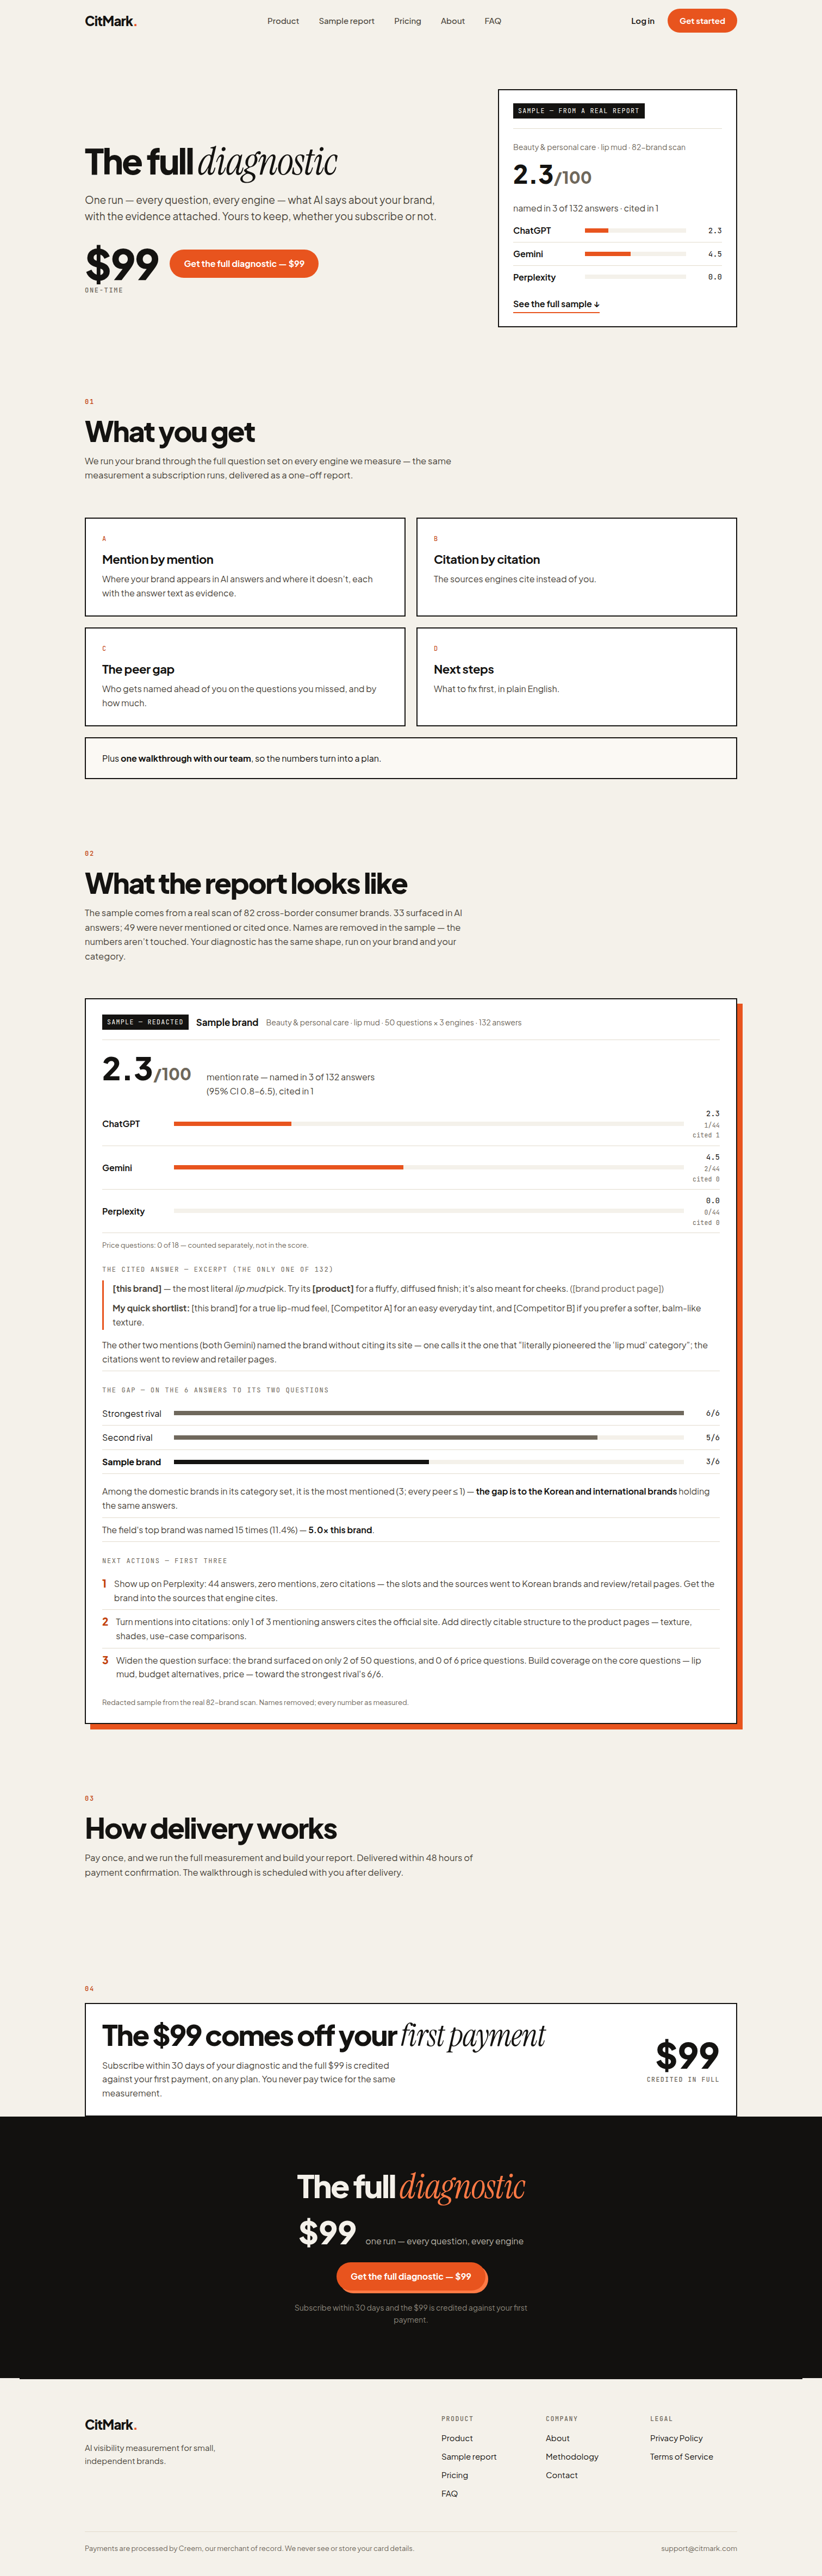 CitMark.
Product
Sample report
Pricing
About
FAQ
Log in
Get started
The full diagnostic
One run — every question, every engine — what AI says about your brand,
with the evidence attached. Yours to keep, whether you subscribe or not.
$99
ONE-TIME
Get the full diagnostic — $99
SAMPLE — FROM A REAL REPORT
Beauty & personal care · lip mud · 82-brand scan
2.3/100
named in 3 of 132 answers · cited in 1
ChatGPT 2.3
Gemini 4.5
Perplexity 0.0
See the full sample ↓
01
What you get
We run your brand through the full question set on every engine we measure — the same
measurement a subscription runs, delivered as a one-off report.
A
Mention by mention
Where your brand appears in AI answers and where it doesn't, each
with the answer text as evidence.
B
Citation by citation
The sources engines cite instead of you.
C
The peer gap
Who gets named ahead of you on the questions you missed, and by
how much.
D
Next steps
What to fix first, in plain English.
Plus one walkthrough with our team, so the numbers turn into a plan.
02
What the report looks like
The sample comes from a real scan of 82 cross-border consumer brands. 33 surfaced in AI
answers; 49 were never mentioned or cited once. Names are removed in the sample — the
numbers aren't touched. Your diagnostic has the same shape, run on your brand and your
category.
SAMPLE — REDACTED
Sample brand
Beauty & personal care · lip mud · 50 questions × 3 engines · 132 answers
2.3/100
mention rate — named in 3 of 132 answers
(95% CI 0.8–6.5), cited in 1
ChatGPT
2.3
1/44
cited 1
Gemini
4.5
2/44
cited 0
Perplexity
0.0
0/44
cited 0
Price questions: 0 of 18 — counted separately, not in the score.
THE CITED ANSWER — EXCERPT (THE ONLY ONE OF 132)
[this brand] — the most literal lip mud pick. Try its [product] for a fluffy, diffused finish; it's also meant for cheeks. ([brand product page])
My quick shortlist: [this brand] for a true lip-mud feel, [Competitor A] for an easy everyday tint, and [Competitor B] if you prefer a softer, balm-like
texture.
The other two mentions (both Gemini) named the brand without citing its site — one calls it the one that "literally pioneered the 'lip mud' category"; the
citations went to review and retailer pages.
THE GAP — ON THE 6 ANSWERS TO ITS TWO QUESTIONS
Strongest rival 6/6
Second rival 5/6
Sample brand 3/6
Among the domestic brands in its category set, it is the most mentioned (3; every peer ≤ 1) — the gap is to the Korean and international brands holding
the same answers.
The field's top brand was named 15 times (11.4%) — 5.0× this brand.
NEXT ACTIONS — FIRST THREE
1 Show up on Perplexity: 44 answers, zero mentions, zero citations — the slots and the sources went to Korean brands and review/retail pages. Get the
brand into the sources that engine cites.
2 Turn mentions into citations: only 1 of 3 mentioning answers cites the official site. Add directly citable structure to the product pages — texture,
shades, use-case comparisons.
3 Widen the question surface: the brand surfaced on only 2 of 50 questions, and 0 of 6 price questions. Build coverage on the core questions — lip
mud, budget alternatives, price — toward the strongest rival's 6/6.
Redacted sample from the real 82-brand scan. Names removed; every number as measured.
03
How delivery works
Pay once, and we run the full measurement and build your report. Delivered within 48 hours of
payment confirmation. The walkthrough is scheduled with you after delivery.
04
The $99 comes off your first payment
Subscribe within 30 days of your diagnostic and the full $99 is credited
against your first payment, on any plan. You never pay twice for the same
measurement.
$99
CREDITED IN FULL
The full diagnostic
$99 one run — every question, every engine
Get the full diagnostic — $99
Subscribe within 30 days and the $99 is credited against your first
payment.
CitMark.
AI visibility measurement for small,
independent brands.
PRODUCT
Product
Sample report
Pricing
FAQ
COMPANY
About
Methodology
Contact
LEGAL
Privacy Policy
Terms of Service
Payments are processed by Creem, our merchant of record. We never see or store your card details.
support@citmark.com